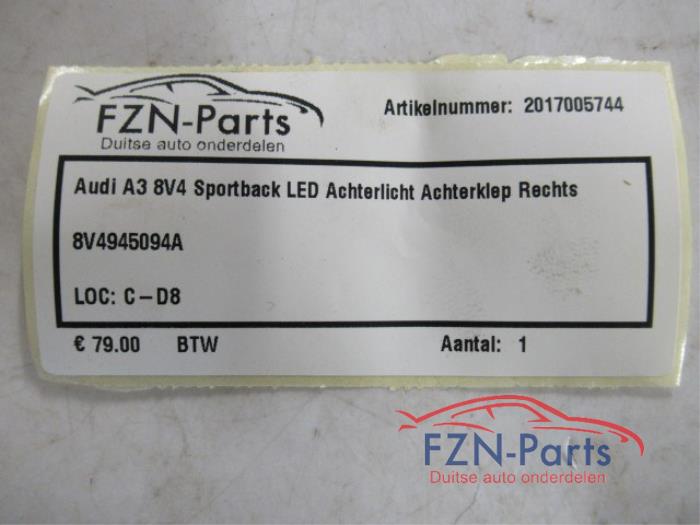 FZN-Parts
Duitse auto onderdelen
Artikelnummer: 2017005744
Audi A3 8V4 Sportback LED Achterlicht Achterklep Rechts
8V4945094A
LOC: C-D8
€ 79.00 BTW Aantal: 1
FZN-Parts
Duitse auto onderdelen